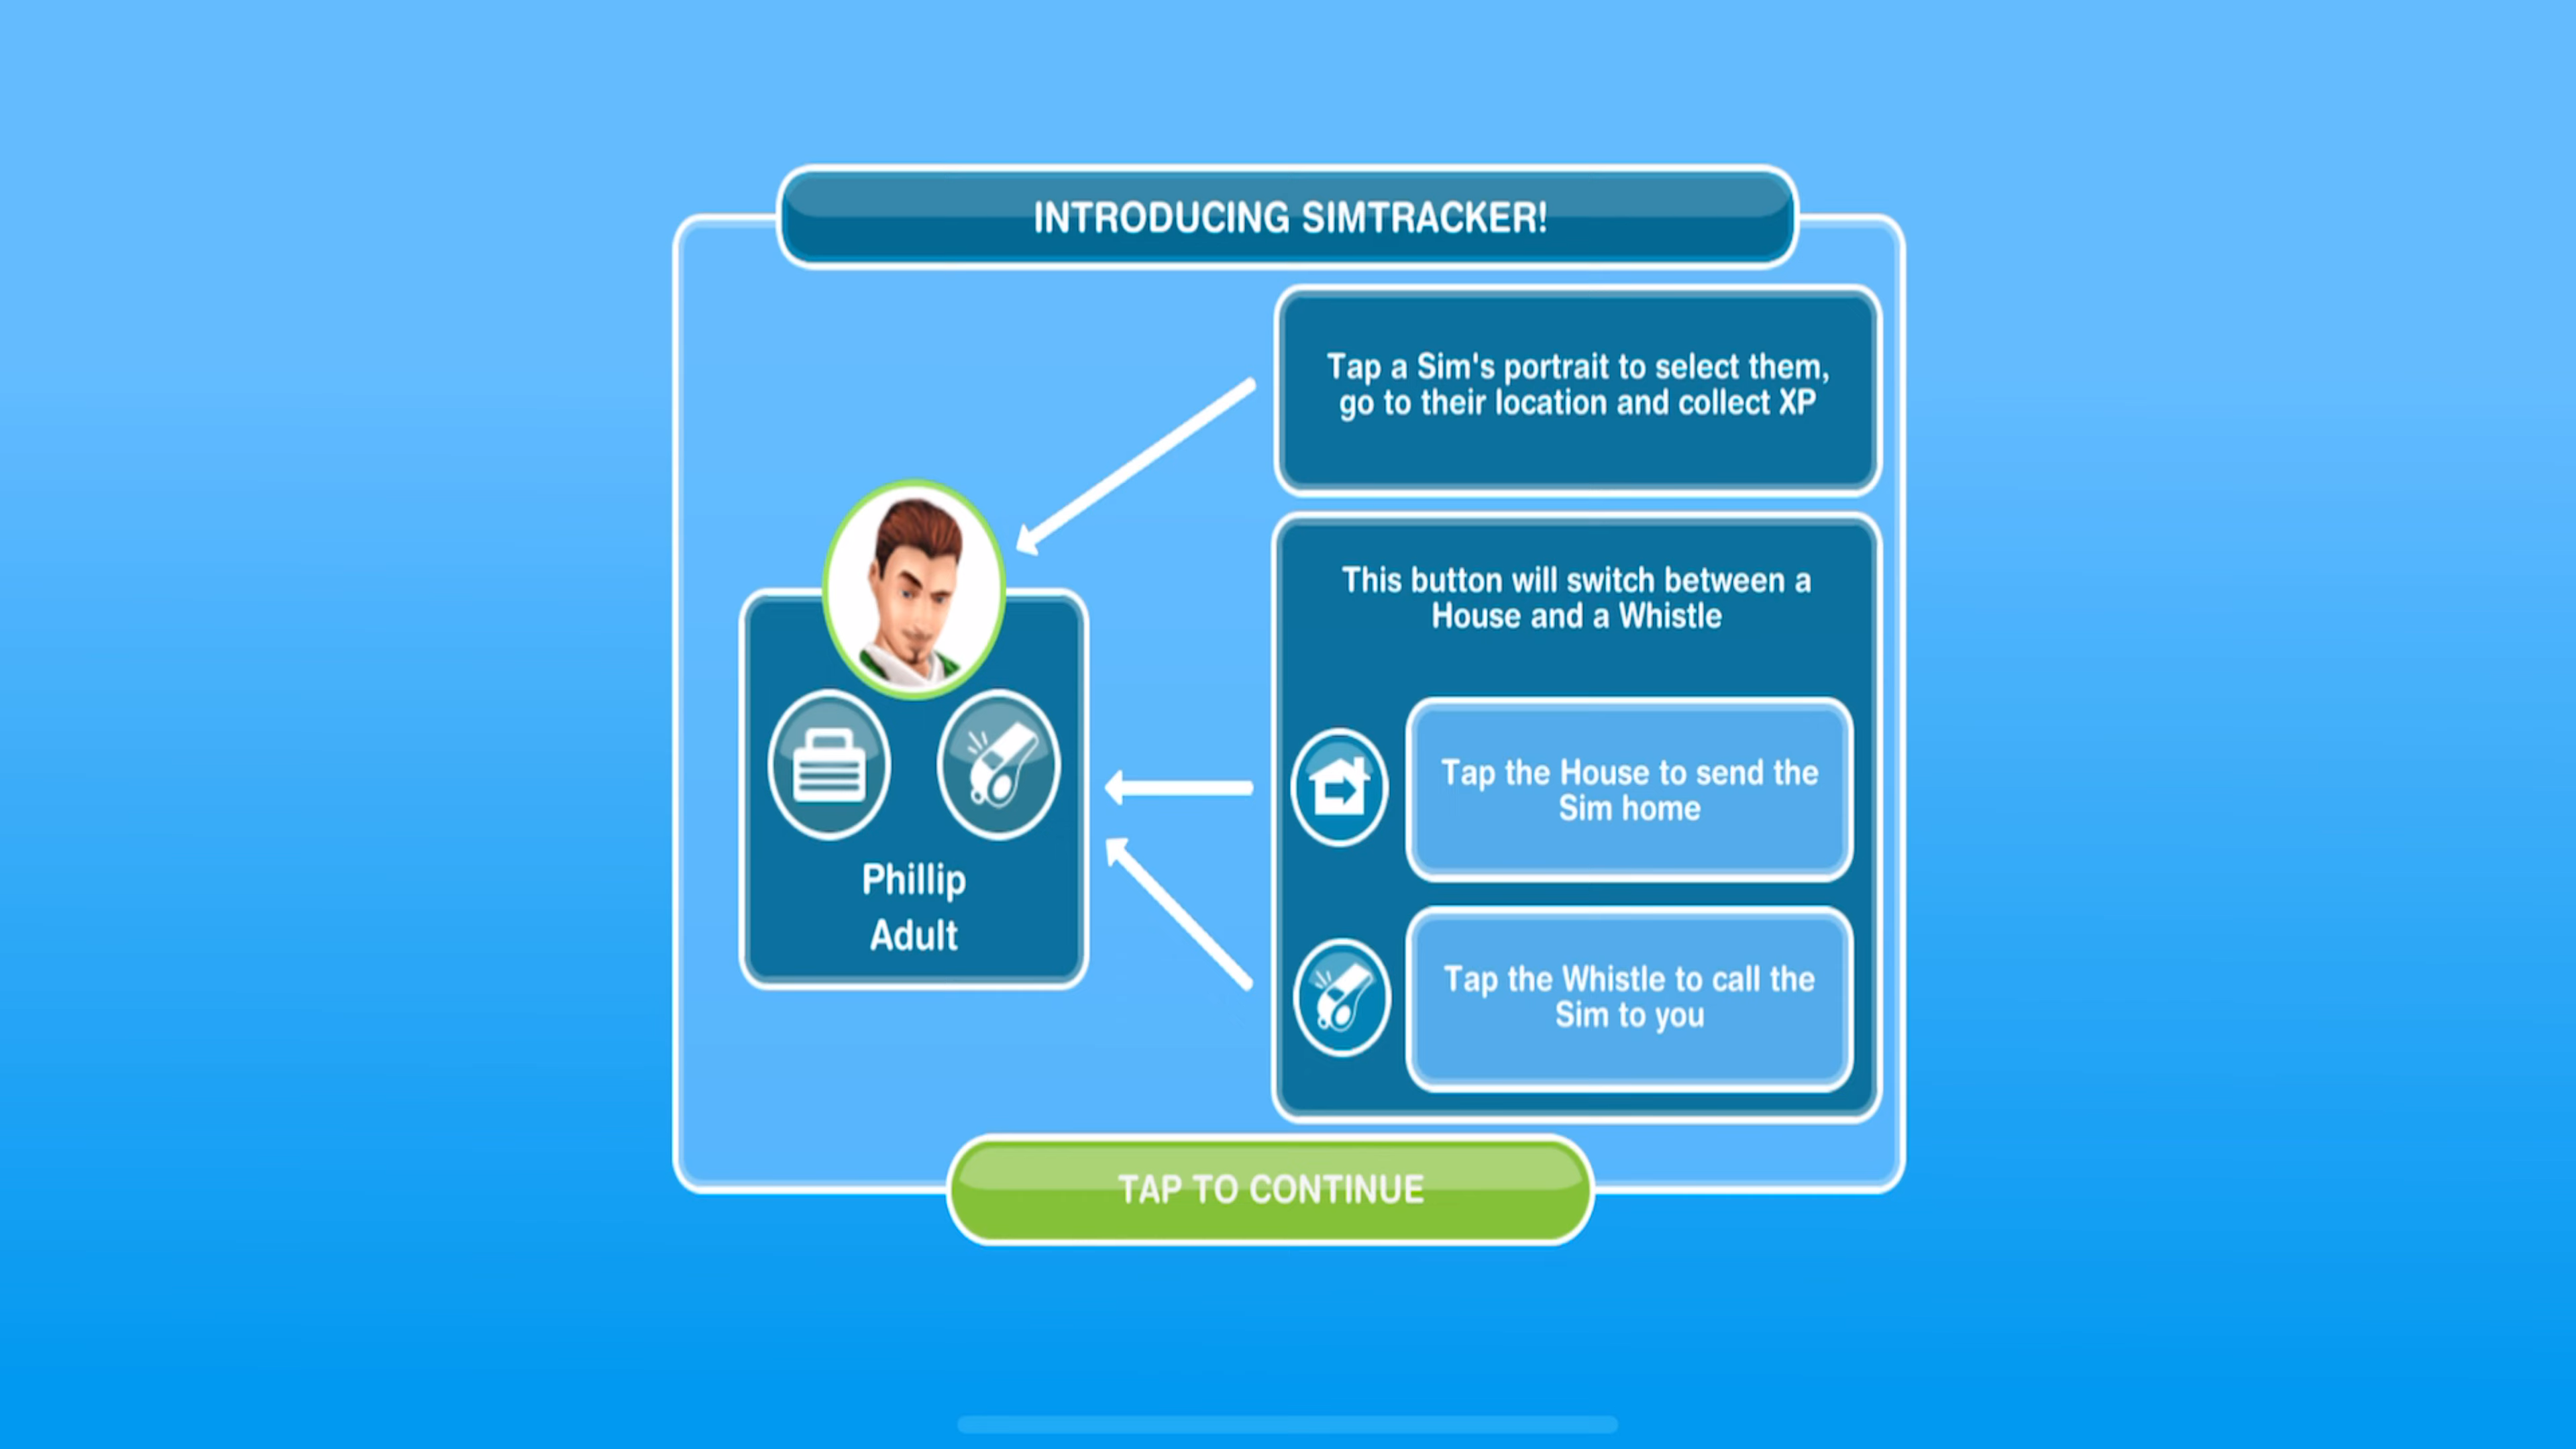 INTRODUCING SIMTRACKER!
Tap a Sim's portrait to select them,
go to their location and collect XP
This button will switch between a
House and a Whistle
Tap the House to send the
Sim home
Tap the Whistle to call the
Sim to you
Phillip
Adult
TAP TO CONTINUE